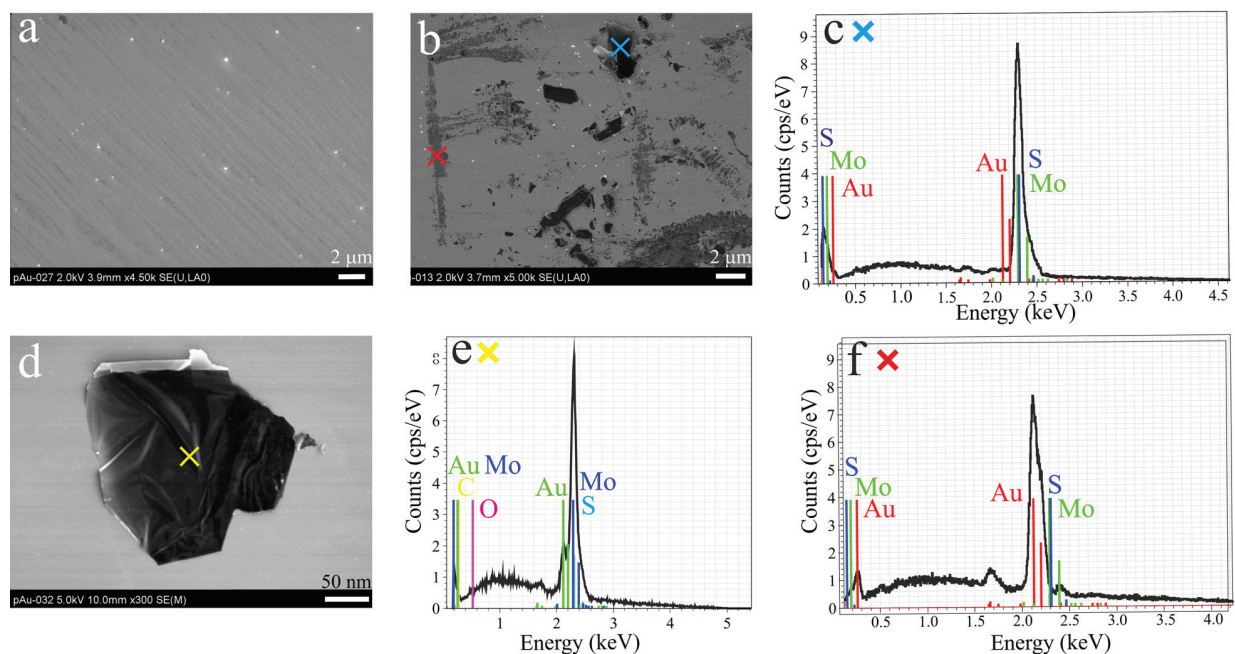 a
2 μm
pAu-027 2.0kV 3.9mm x4.50k SE(U,LA0)
b
2 μm
-013 2.0kV 3.7mm x5.00k SE(U,LA0)
c
Counts (cps/eV)
9
8
7
6
5
4
3
2
1
0
S
Mo
Au
Au
S
Mo
0.5 1.0 1.5 2.0 2.5 3.0 3.5 4.0 4.5
Energy (keV)
d
50 nm
pAu-032 5.0kV 10.0mm x300 SE(M)
e
Counts (cps/eV)
8
7
6
5
4
3
2
1
0
Au Mo
C
O
Au
Mo
S
1 2 3 4 5
Energy (keV)
f
Counts (cps/eV)
9
8
7
6
5
4
3
2
1
0
S
Mo
Au
Au
S
Mo
0.5 1.0 1.5 2.0 2.5 3.0 3.5 4.0
Energy (keV)